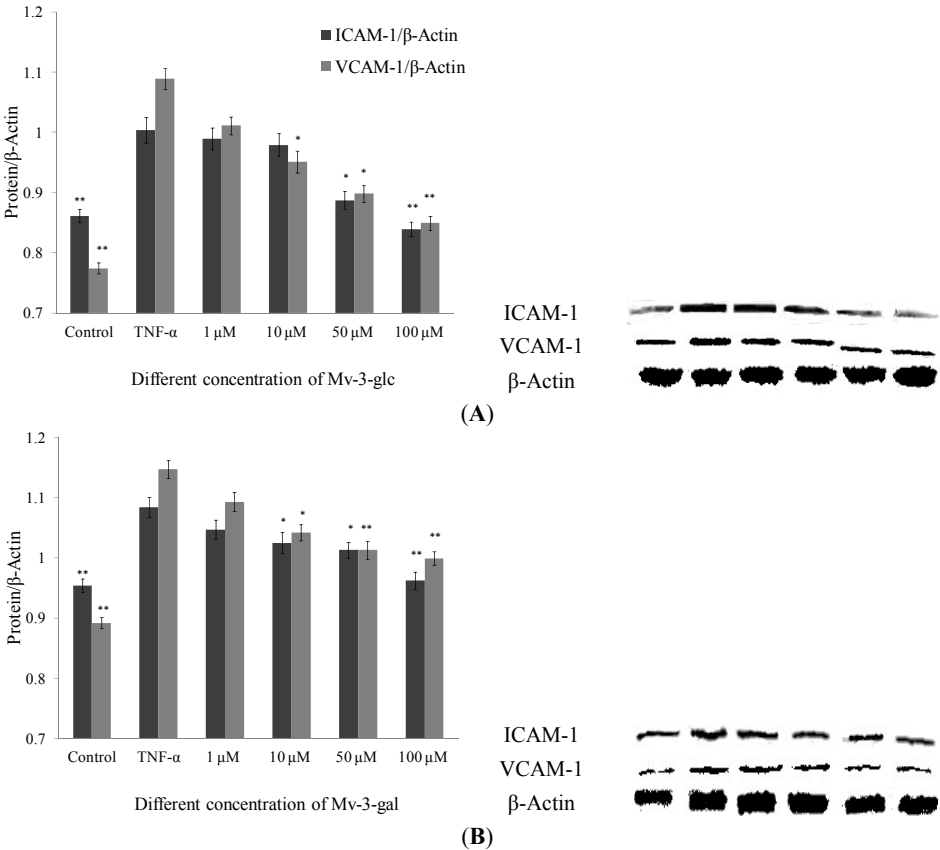 1.2
1.1
1
0.9
0.8
0.7
Protein/β-Actin
ICAM-1/β-Actin
VCAM-1/β-Actin
** ** * * * ** **
Control TNF-α 1 μM 10 μM 50 μM 100 μM
Different concentration of Mv-3-glc
ICAM-1
VCAM-1
β-Actin
(A)
1.2
1.1
1
0.9
0.8
0.7
Protein/β-Actin
** ** * * * ** ** **
Control TNF-α 1 μM 10 μM 50 μM 100 μM
Different concentration of Mv-3-gal
ICAM-1
VCAM-1
β-Actin
(B)